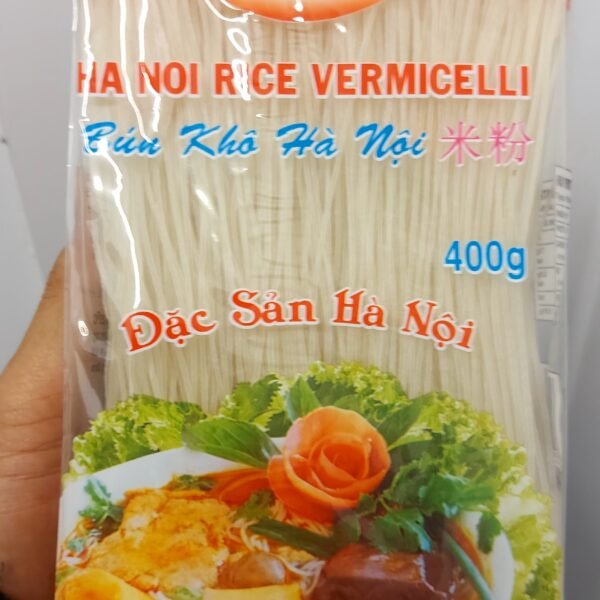 HA NOI RICE VERMICELLI
Bún Khô Hà Nội 米粉
400g
Đặc Sản Hà Nội